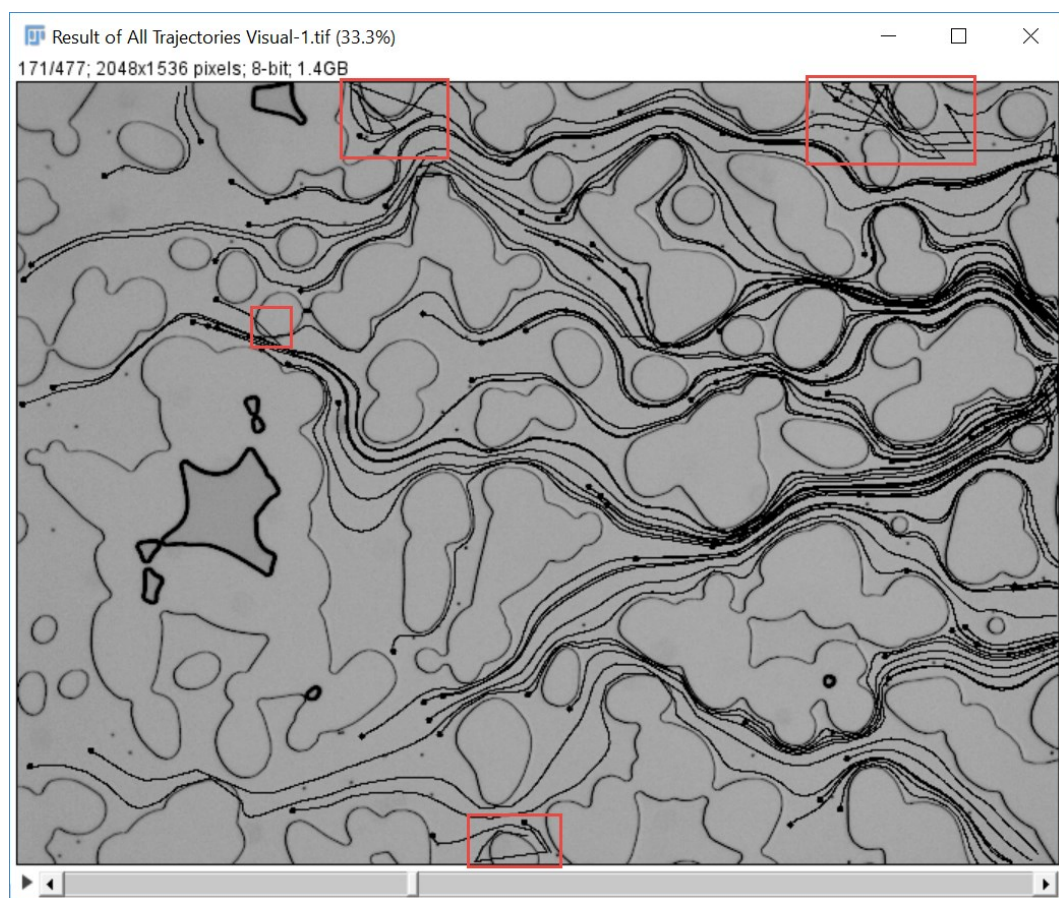 Result of All Trajectories Visual-1.tif (33.3%)
171/477; 2048x1536 pixels; 8-bit; 1.4GB